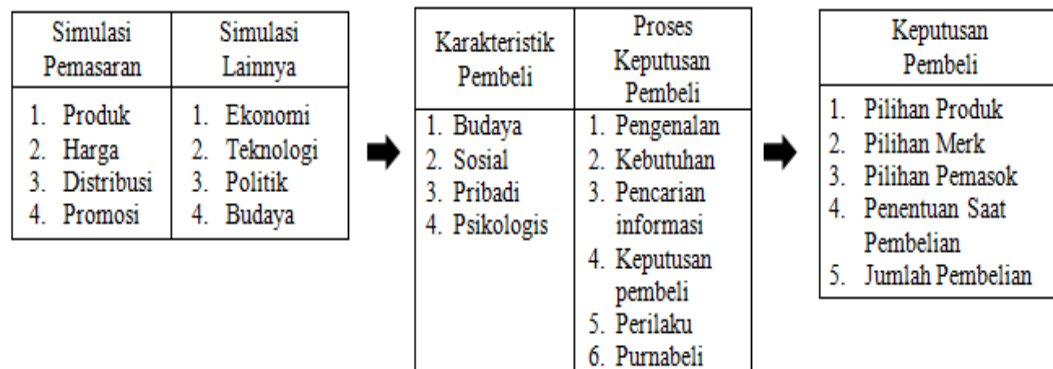 Simulasi
Pemasaran
1. Produk
2. Harga
3. Distribusi
4. Promosi
Simulasi
Lainnya
1. Ekonomi
2. Teknologi
3. Politik
4. Budaya
Karakteristik
Pembeli
1. Budaya
2. Sosial
3. Pribadi
4. Psikologis
Proses
Keputusan
Pembeli
1. Pengenalan
2. Kebutuhan
3. Pencarian
informasi
4. Keputusan
pembeli
5. Perilaku
6. Purnabeli
Keputusan
Pembeli
1. Pilihan Produk
2. Pilihan Merk
3. Pilihan Pemasok
4. Penentuan Saat
Pembelian
5. Jumlah Pembelian